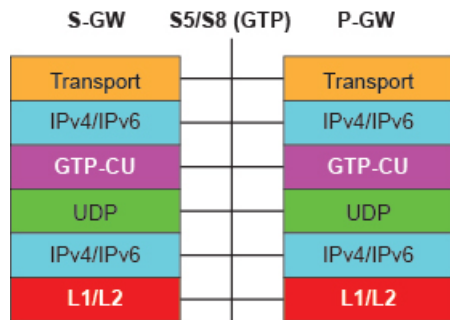 S-GW S5/S8 (GTP) P-GW
Transport Transport
IPv4/IPv6 IPv4/IPv6
GTP-CU GTP-CU
UDP UDP
IPv4/IPv6 IPv4/IPv6
L1/L2 L1/L2